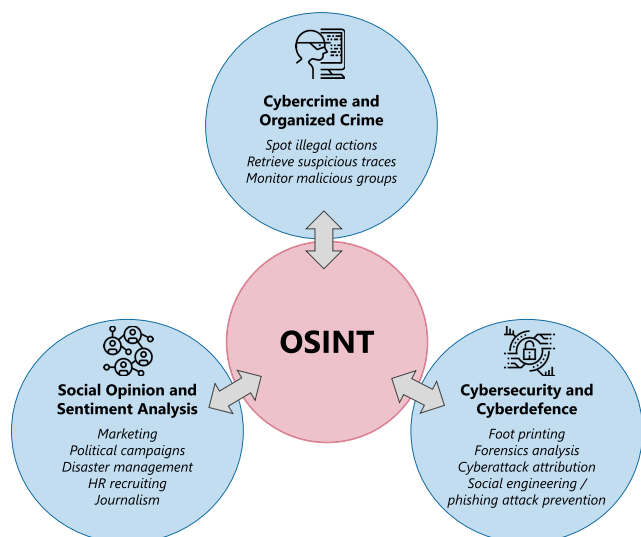 Cybercrime and
Organized Crime
Spot illegal actions
Retrieve suspicious traces
Monitor malicious groups
OSINT
Social Opinion and
Sentiment Analysis
Marketing
Political campaigns
Disaster management
HR recruiting
Journalism
Cybersecurity and
Cyberdefence
Foot printing
Forensics analysis
Cyberattack attribution
Social engineering /
phishing attack prevention